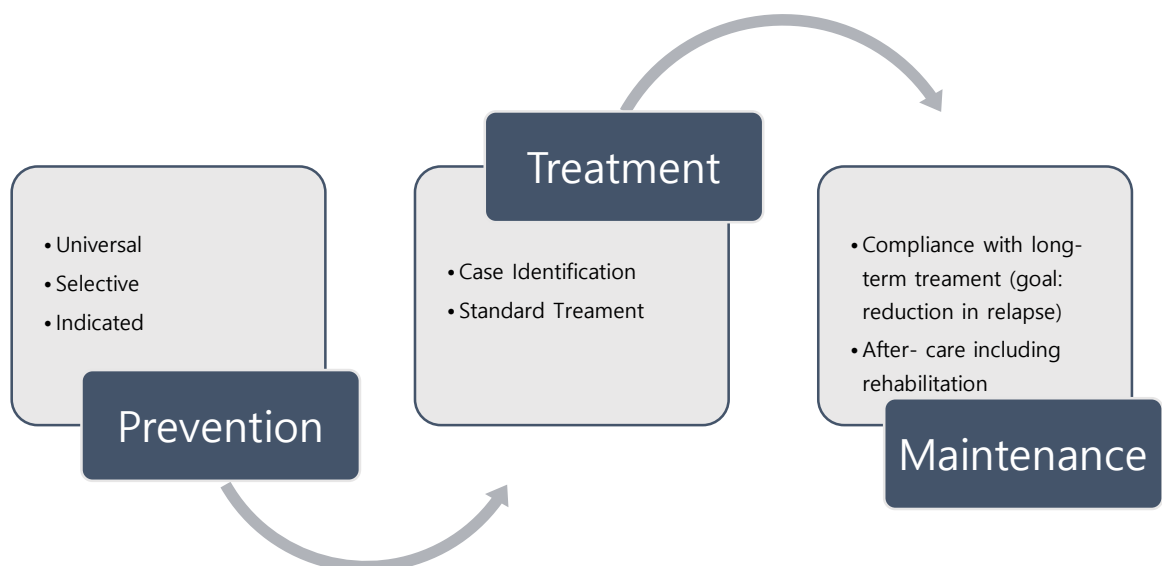 • Universal
• Selective
• Indicated
Prevention
Treatment
• Case Identification
• Standard Treament
• Compliance with long-
term treament (goal:
reduction in relapse)
• After- care including
rehabilitation
Maintenance